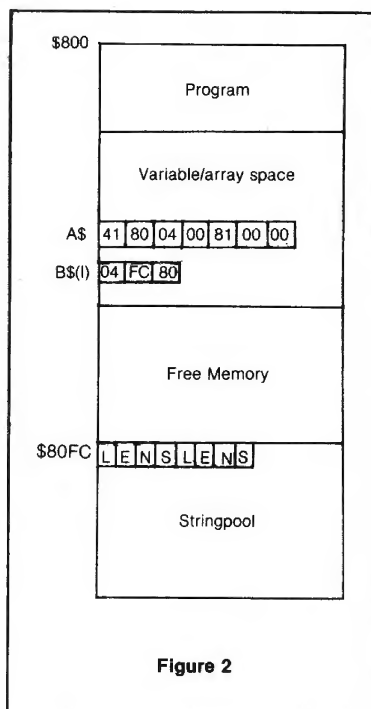 $800
Program
Variable/array space
A$ 41 80 04 00 81 00 00
B$(I) 04 FC 80
Free Memory
$80FC L E N S L E N S
Stringpool
Figure 2